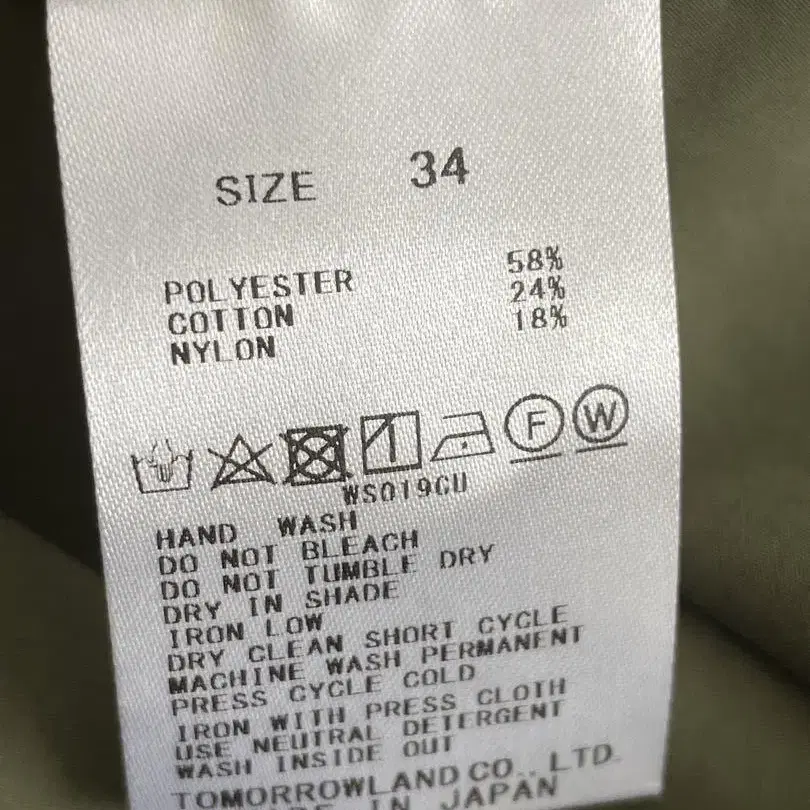 SIZE 34
POLYESTER 58%
COTTON 24%
NYLON 18%
F W
WS019CU
HAND WASH
DO NOT BLEACH
DO NOT TUMBLE DRY
DRY IN SHADE
IRON LOW
DRY CLEAN SHORT CYCLE
MACHINE WASH PERMANENT
PRESS CYCLE COLD
IRON WITH PRESS CLOTH
USE NEUTRAL DETERGENT
WASH INSIDE OUT
TOMORROWLAND CO., LTD.
IN JAPAN